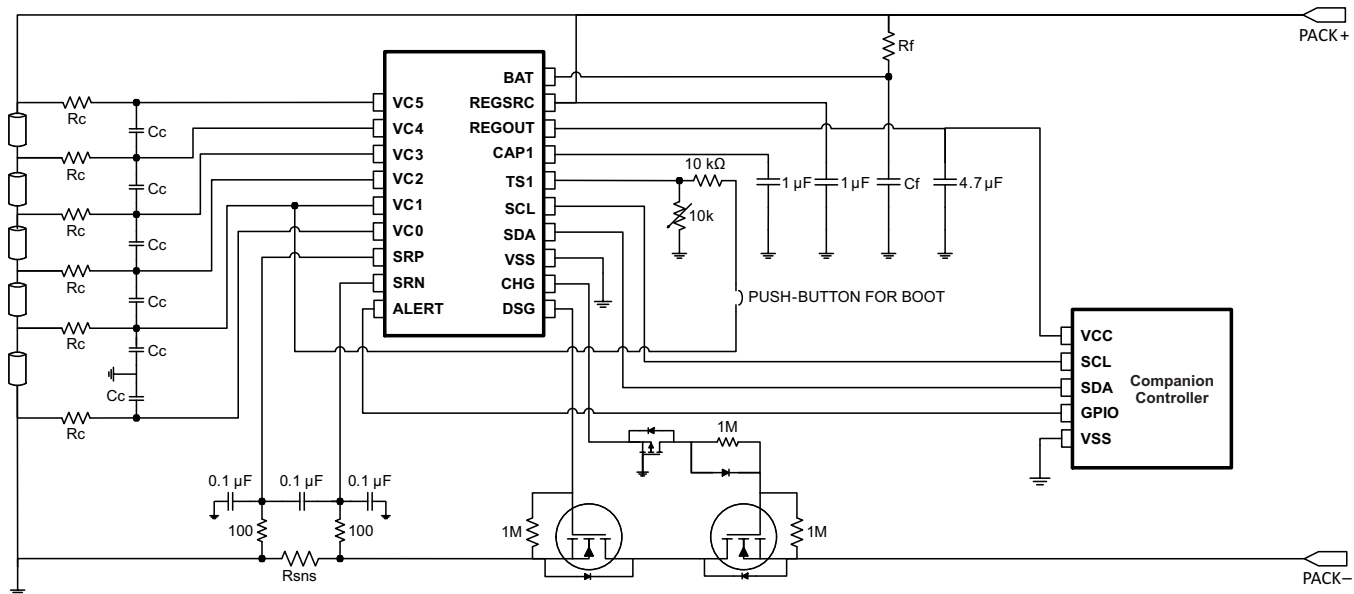 PACK+
Rf
BAT
REGSRC
REGOUT
CAP1
TS1
SCL
SDA
VSS
CHG
DSG
VC5
VC4
VC3
VC2
VC1
VC0
SRP
SRN
ALERT
Rc
Rc
Rc
Rc
Rc
Rc
Cc
Cc
Cc
Cc
Cc
Cc
10 kΩ
10k
1 µF
1 µF
Cf
4.7 µF
PUSH-BUTTON FOR BOOT
VCC
SCL
SDA
GPIO
VSS
Companion
Controller
1M
1M
1M
0.1 µF
0.1 µF
0.1 µF
100
100
Rsns
PACK–